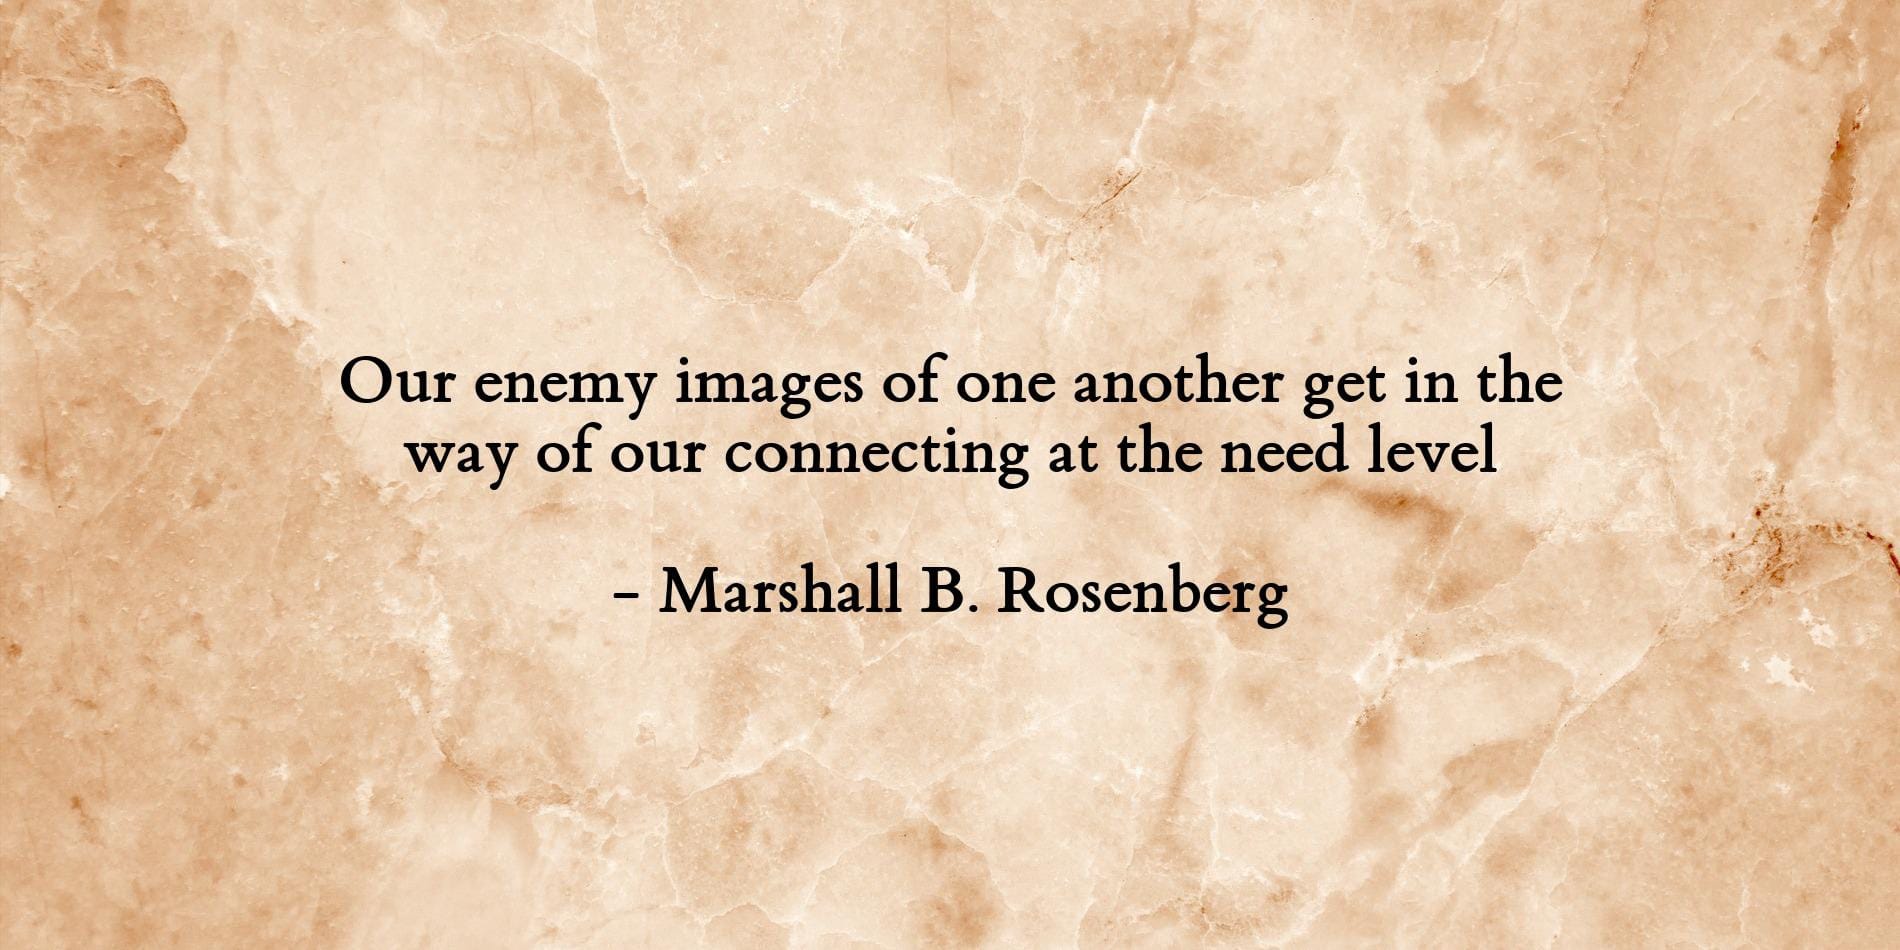 Our enemy images of one another get in the
way of our connecting at the need level
– Marshall B. Rosenberg